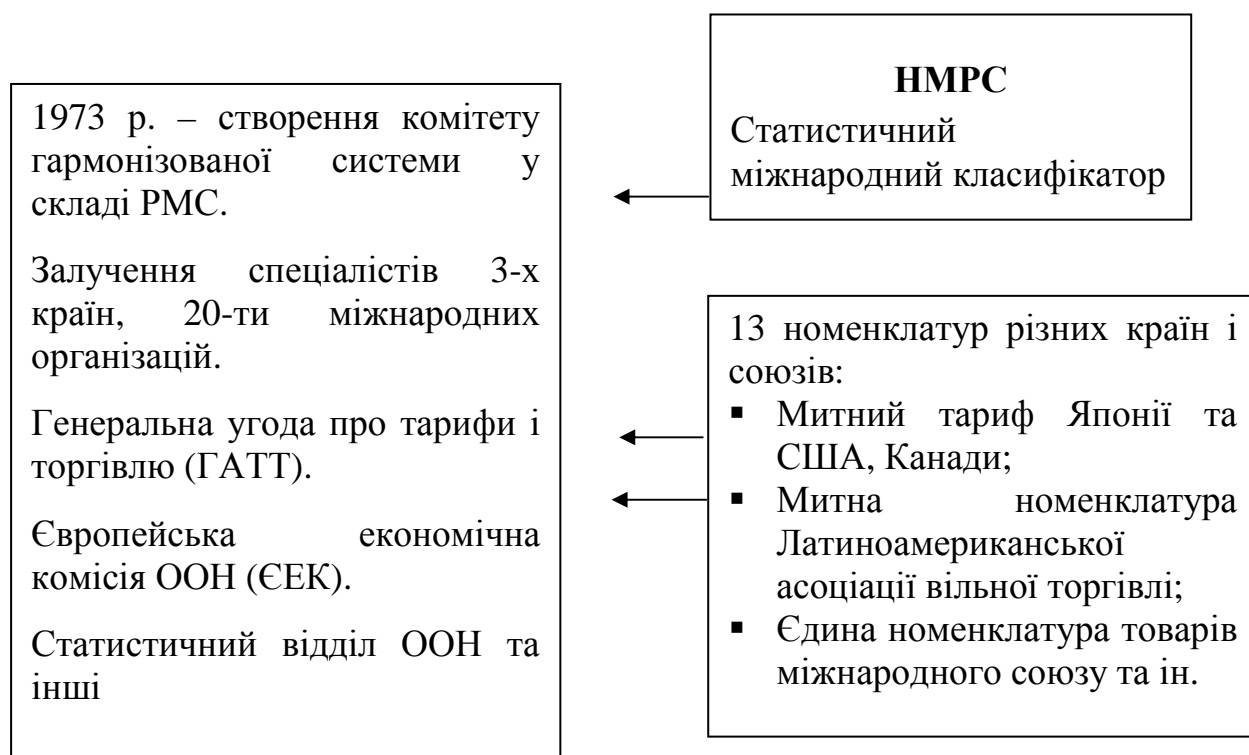 1973 р. – створення комітету
гармонізованої системи у
складі РМС.
Залучення спеціалістів 3-х
країн, 20-ти міжнародних
організацій.
Генеральна угода про тарифи і
торгівлю (ГАТТ).
Європейська економічна
комісія ООН (ЄЕК).
Статистичний відділ ООН та
інші
НМРС
Статистичний
міжнародний класифікатор
13 номенклатур різних країн і
союзів:
▪ Митний тариф Японії та
США, Канади;
▪ Митна номенклатура
Латиноамериканської
асоціації вільної торгівлі;
▪ Єдина номенклатура товарів
міжнародного союзу та ін.